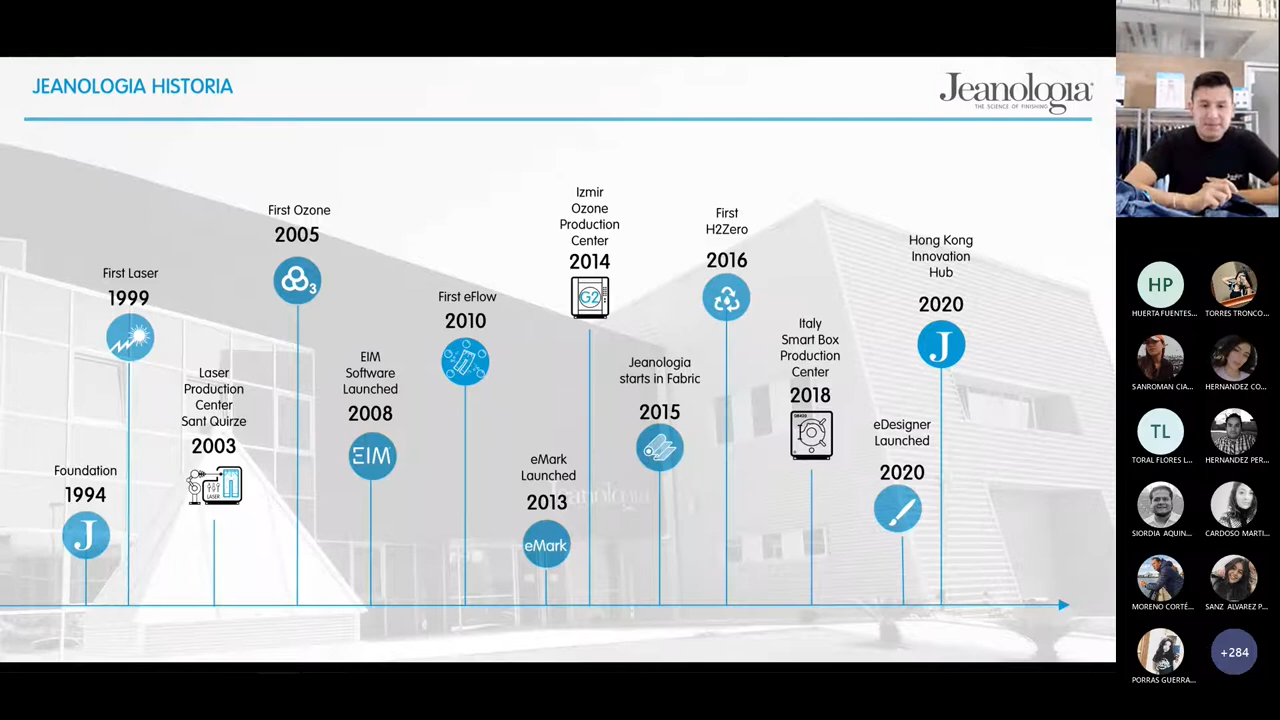 JEANOLOGIA HISTORIA
Jeanologia
THE SCIENCE OF FINISHING
Foundation
1994
J
First Laser
1999
Laser
Production
Center
Sant Quirze
2003
LASER
First Ozone
2005
3
EIM
Software
Launched
2008
EIM
First eFlow
2010
eMark
Launched
2013
eMark
Izmir
Ozone
Production
Center
2014
G2
Jeanologia
starts in Fabric
2015
First
H2Zero
2016
Italy
Smart Box
Production
Center
2018
eDesigner
Launched
2020
Hong Kong
Innovation
Hub
2020
J
Jeanologia
HP
HUERTA FUENTES...
TORRES TRONCO...
SANROMAN CIA...
HERNANDEZ CO...
TL
TORAL FLORES L...
HERNANDEZ PER...
SIORDIA AQUIN...
CARDOSO MARTI...
MORENO CORTÉ...
SANZ ALVAREZ P...
PORRAS GUERRA...
+284